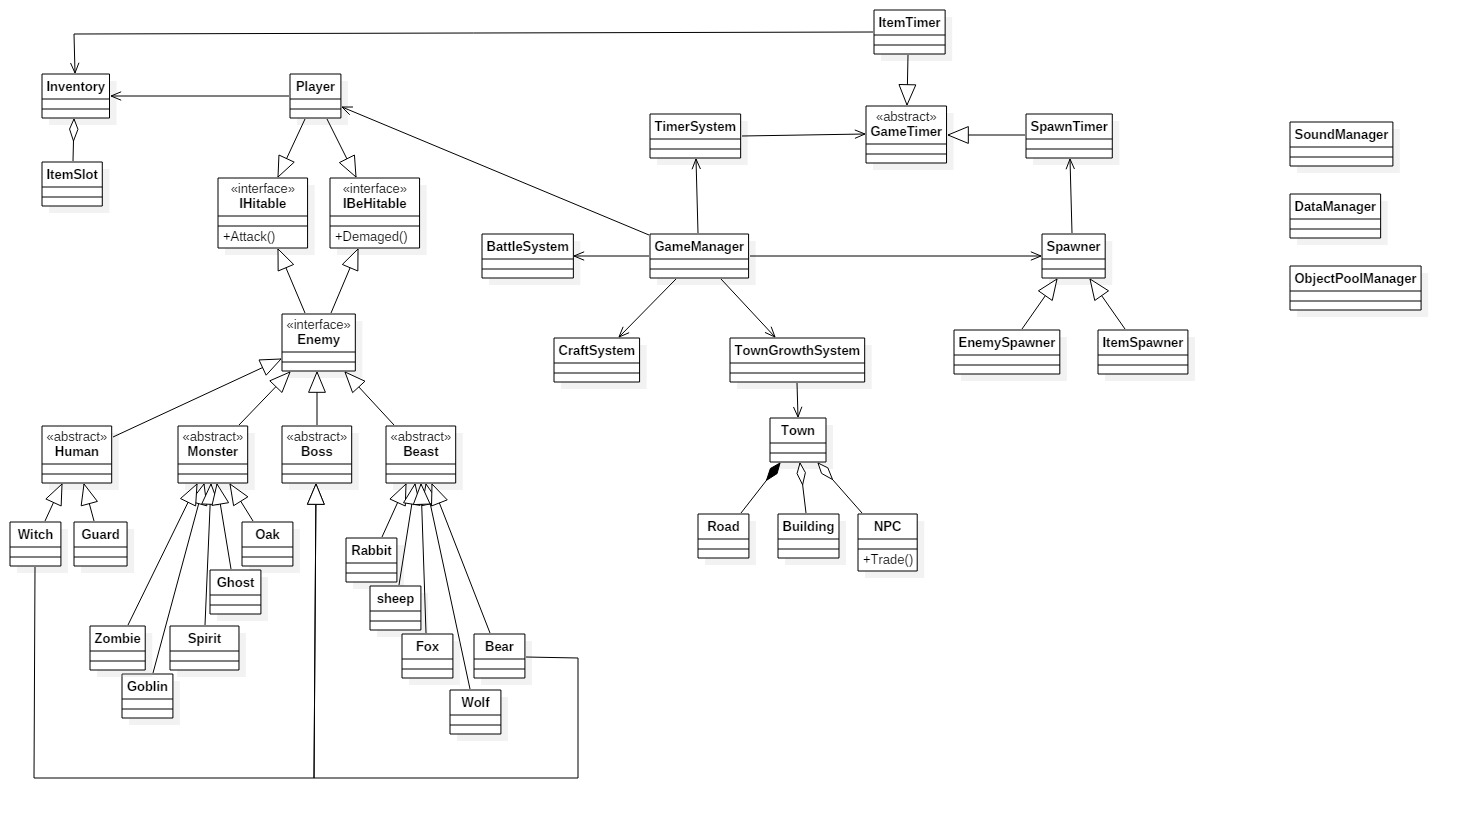 ItemTimer
Inventory
Player
«abstract»
GameTimer
TimerSystem
SpawnTimer
SoundManager
ItemSlot
«interface»
IHitable
+Attack()
«interface»
IBeHitable
+Demaged()
DataManager
BattleSystem
GameManager
Spawner
ObjectPoolManager
«interface»
Enemy
CraftSystem
TownGrowthSystem
EnemySpawner
ItemSpawner
«abstract»
Human
«abstract»
Monster
«abstract»
Boss
«abstract»
Beast
Town
Witch
Guard
Oak
Rabbit
Road
Building
NPC
+Trade()
Ghost
sheep
Zombie
Spirit
Fox
Bear
Goblin
Wolf